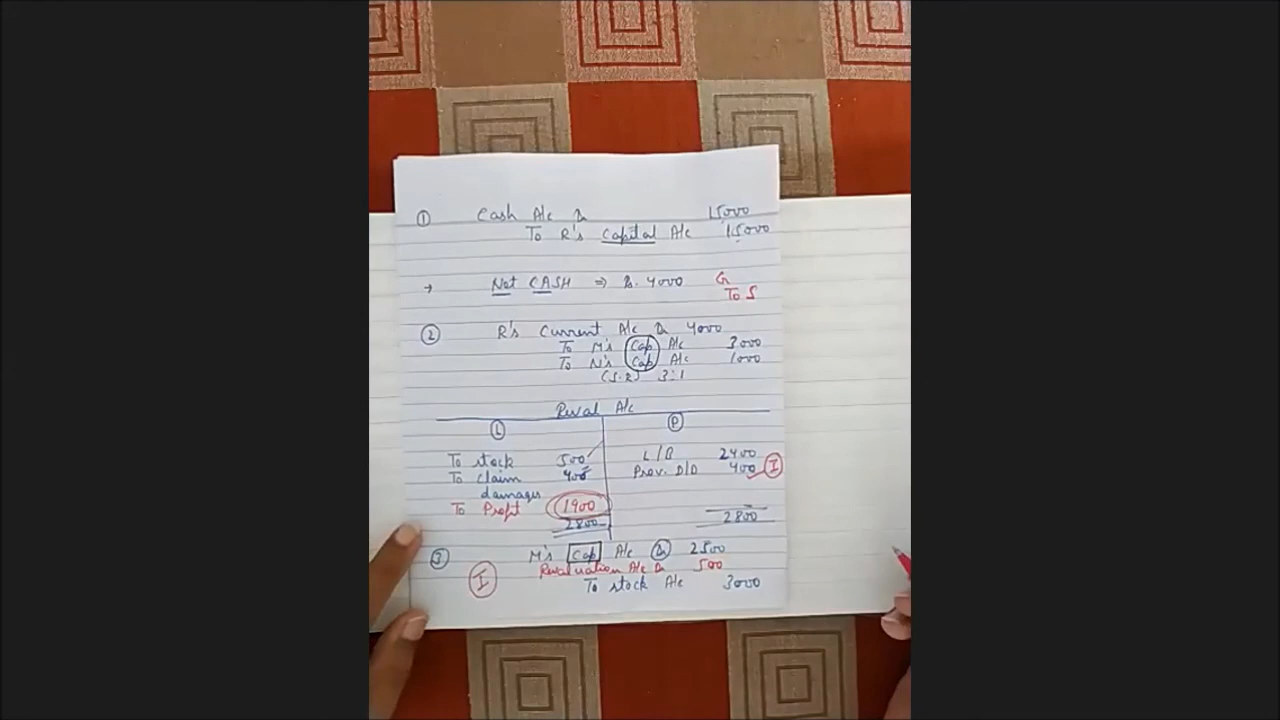 ① Cash A/c Dr 15000
To R's Capital A/c 15000
→ Not CASH ⇒ Rs. 4000 G
To S
② R's Current A/c Dr 4000
To M's Cap A/c 3000
To N's Cap A/c 1000
(S.R) 3:1
Reval A/c
Ⓛ Ⓟ
To stock 500 L/B 2400
To claim 400 Prov. D/D 400 Ⓘ
damages
To Profit 1900
2800 2800
③ M's Cap A/c Dr 2500
Ⓘ Revaluation A/c Dr 500
To stock A/c 3000